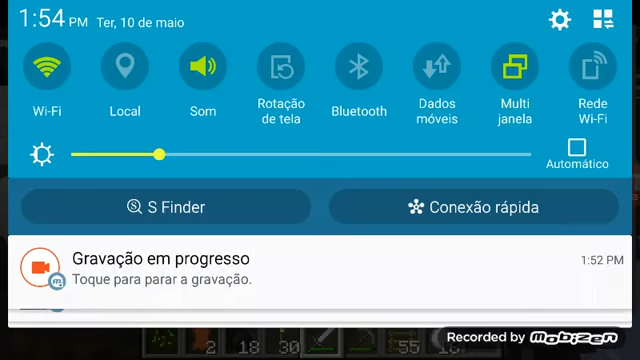 1:54 PM Ter, 10 de maio
Wi-Fi
Local
Som
Rotação
de tela
Bluetooth
Dados
móveis
Multi
janela
Rede
Wi-Fi
Automático
S Finder
Conexão rápida
Gravação em progresso
1:52 PM
Toque para parar a gravação.
2 18 30 55 18
Recorded by Mobizen